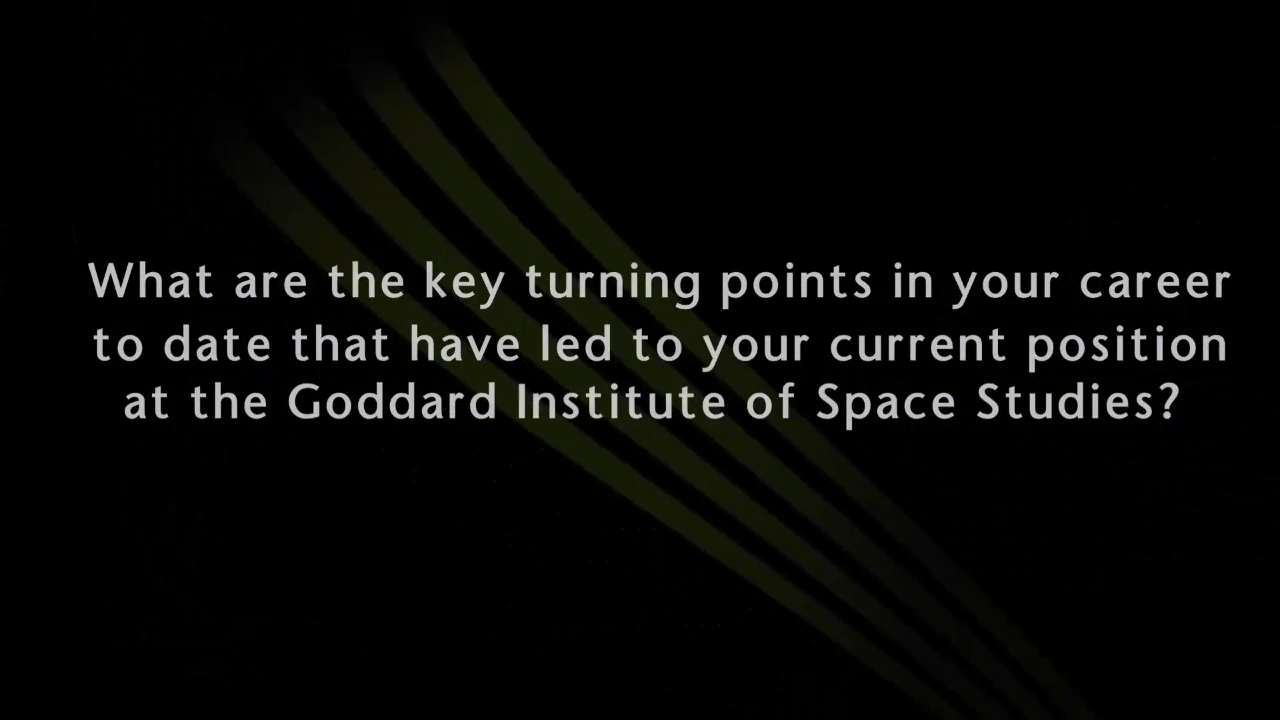 What are the key turning points in your career
to date that have led to your current position
at the Goddard Institute of Space Studies?